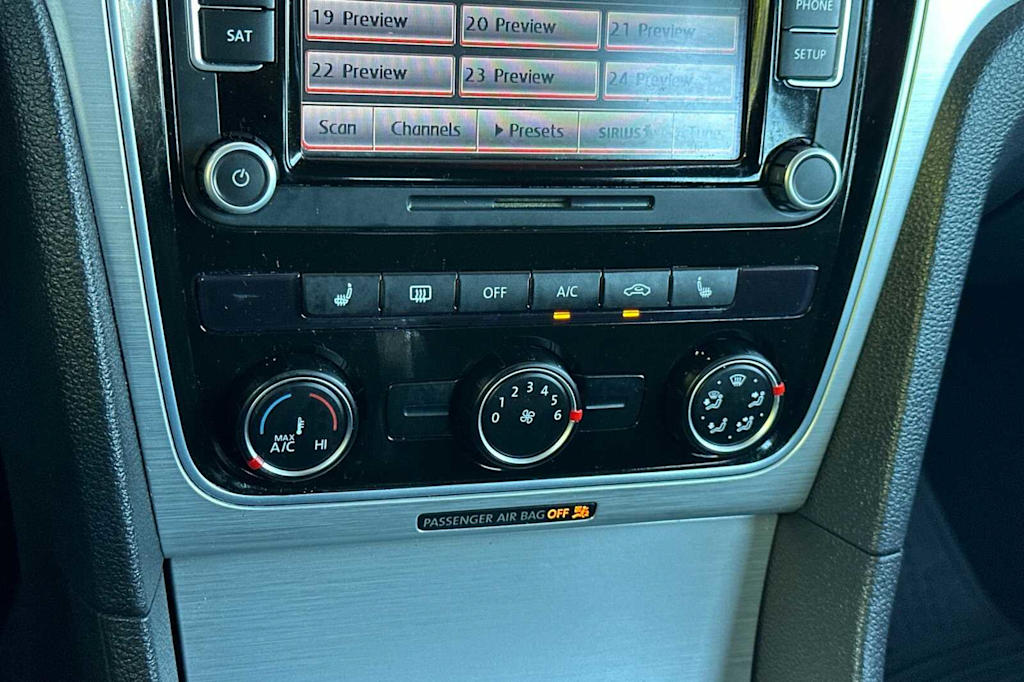 SAT
PHONE
SETUP
19 Preview 20 Preview 21 Preview
22 Preview 23 Preview 24 Preview
Scan Channels Presets SIRIUS Tune
OFF A/C
MAX
A/C HI
0 1 2 3 4 5 6
PASSENGER AIR BAG OFF